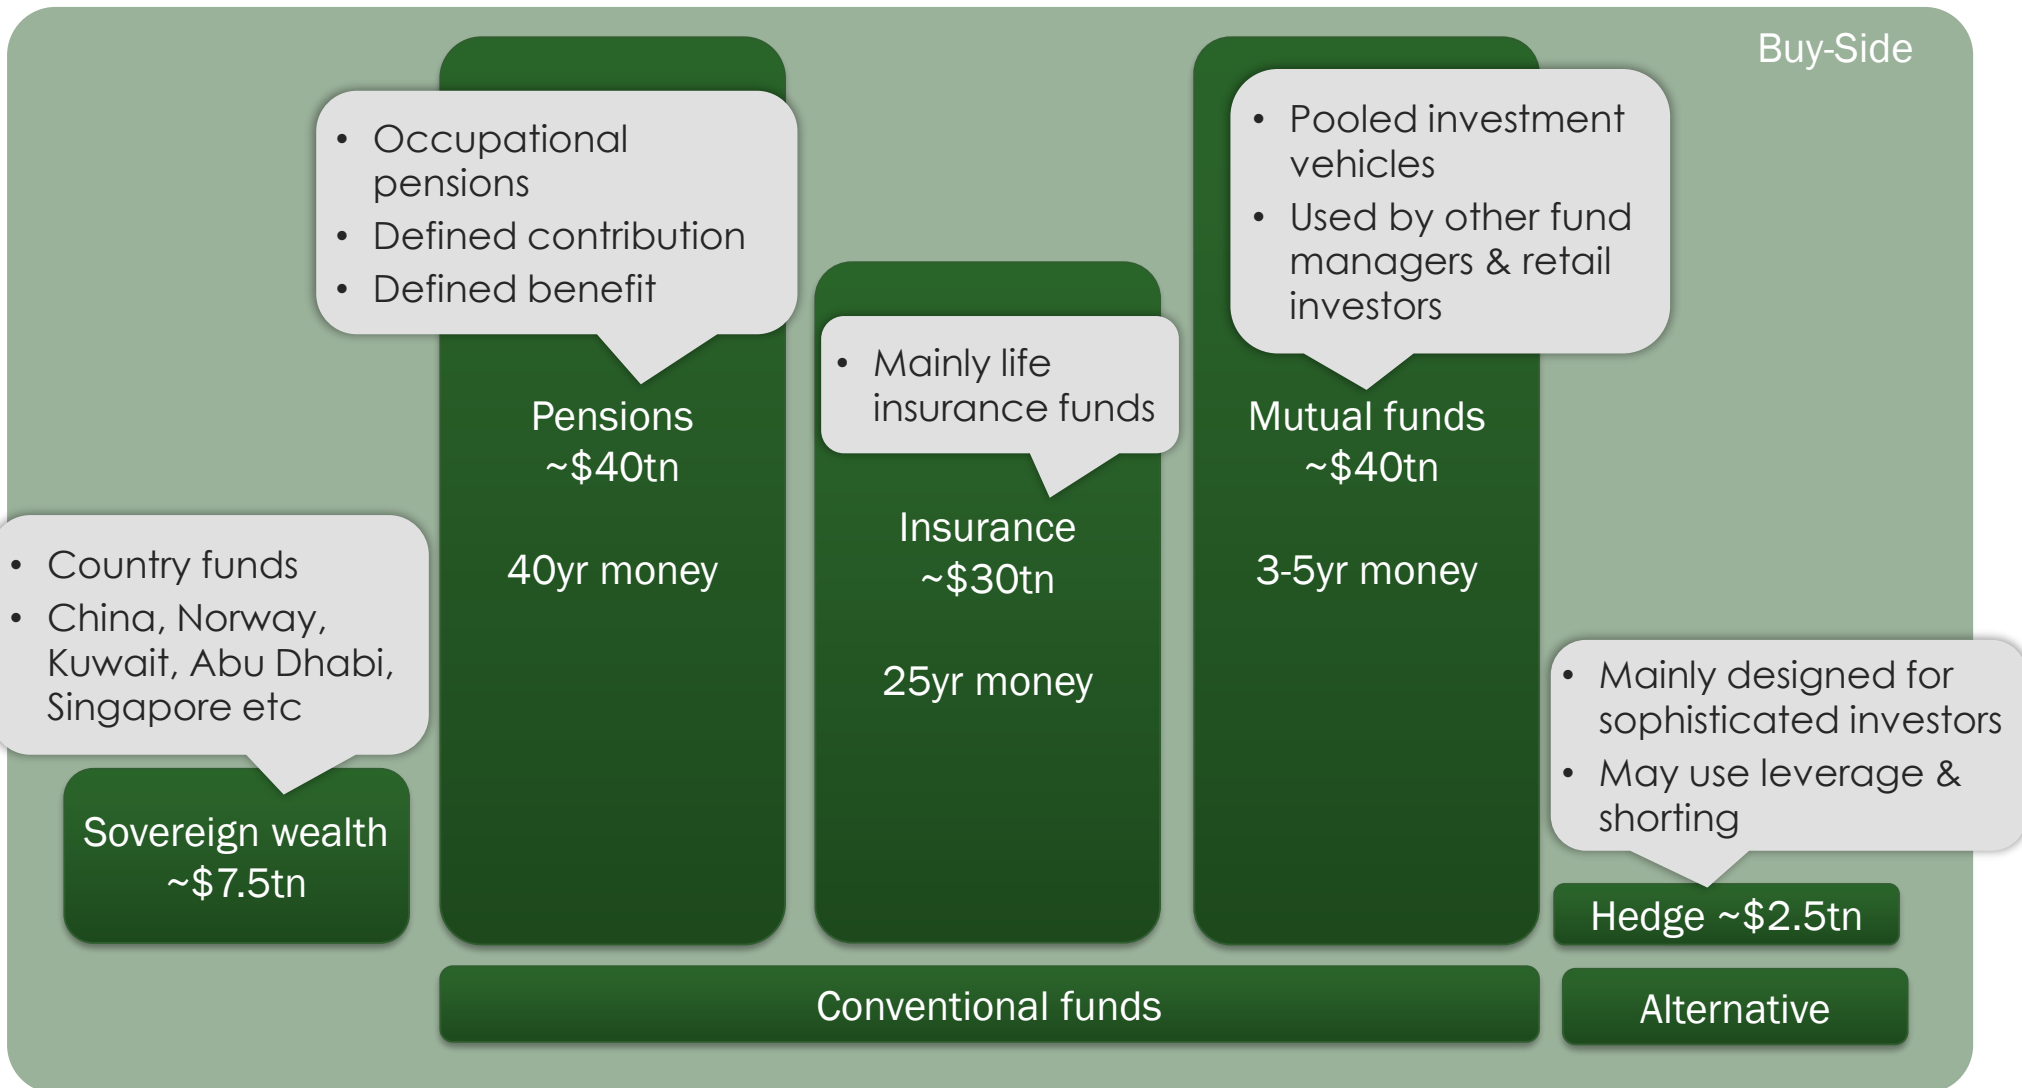 Buy-Side
• Occupational
pensions
• Defined contribution
• Defined benefit
Pensions
~$40tn
40yr money
• Mainly life
insurance funds
Insurance
~$30tn
25yr money
• Pooled investment
vehicles
• Used by other fund
managers & retail
investors
Mutual funds
~$40tn
3-5yr money
• Country funds
• China, Norway,
Kuwait, Abu Dhabi,
Singapore etc
Sovereign wealth
~$7.5tn
• Mainly designed for
sophisticated investors
• May use leverage &
shorting
Hedge ~$2.5tn
Conventional funds
Alternative